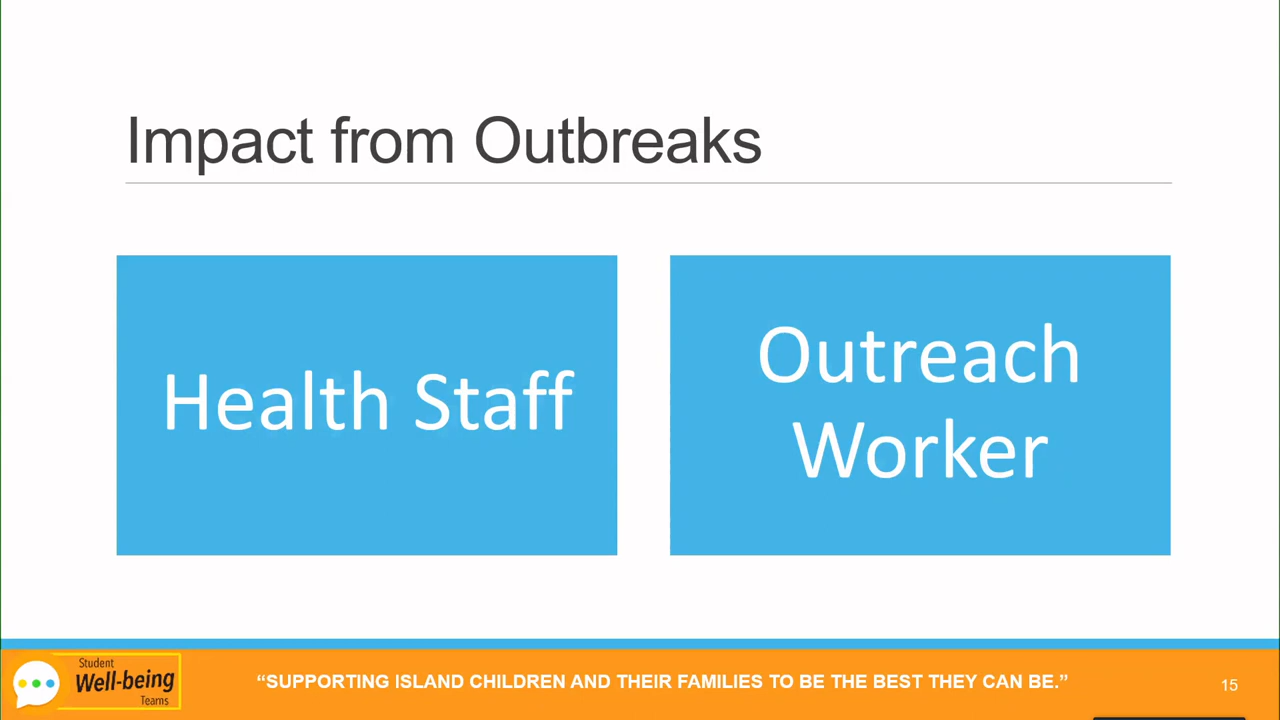 Impact from Outbreaks
Health Staff
Outreach
Worker
Student
Well-being
Teams
“SUPPORTING ISLAND CHILDREN AND THEIR FAMILIES TO BE THE BEST THEY CAN BE.”
15